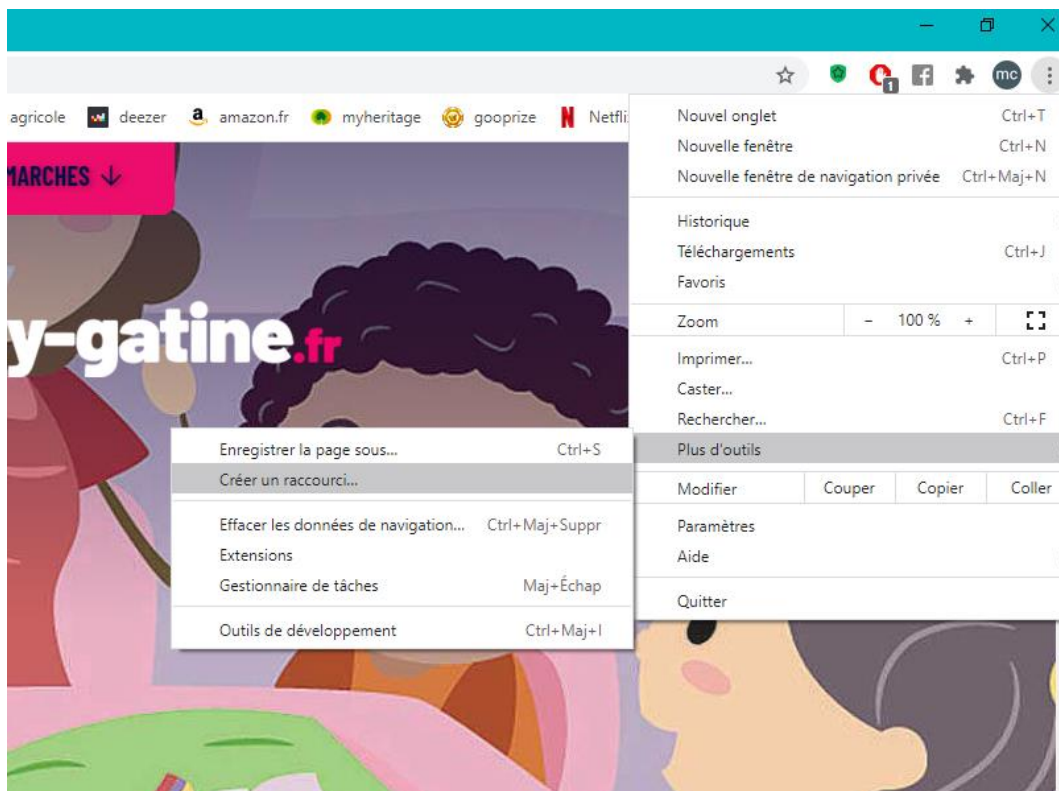 1
mc
agricole deezer amazon.fr myheritage gooprize Netfli
MARCHES ↓
y-gatine.fr
Nouvel onglet Ctrl+T
Nouvelle fenêtre Ctrl+N
Nouvelle fenêtre de navigation privée Ctrl+Maj+N
Historique
Téléchargements Ctrl+J
Favoris
Zoom − 100 % +
Imprimer... Ctrl+P
Caster...
Rechercher... Ctrl+F
Plus d'outils
Modifier Couper Copier Coller
Paramètres
Aide
Quitter
Enregistrer la page sous... Ctrl+S
Créer un raccourci...
Effacer les données de navigation... Ctrl+Maj+Suppr
Extensions
Gestionnaire de tâches Maj+Échap
Outils de développement Ctrl+Maj+I